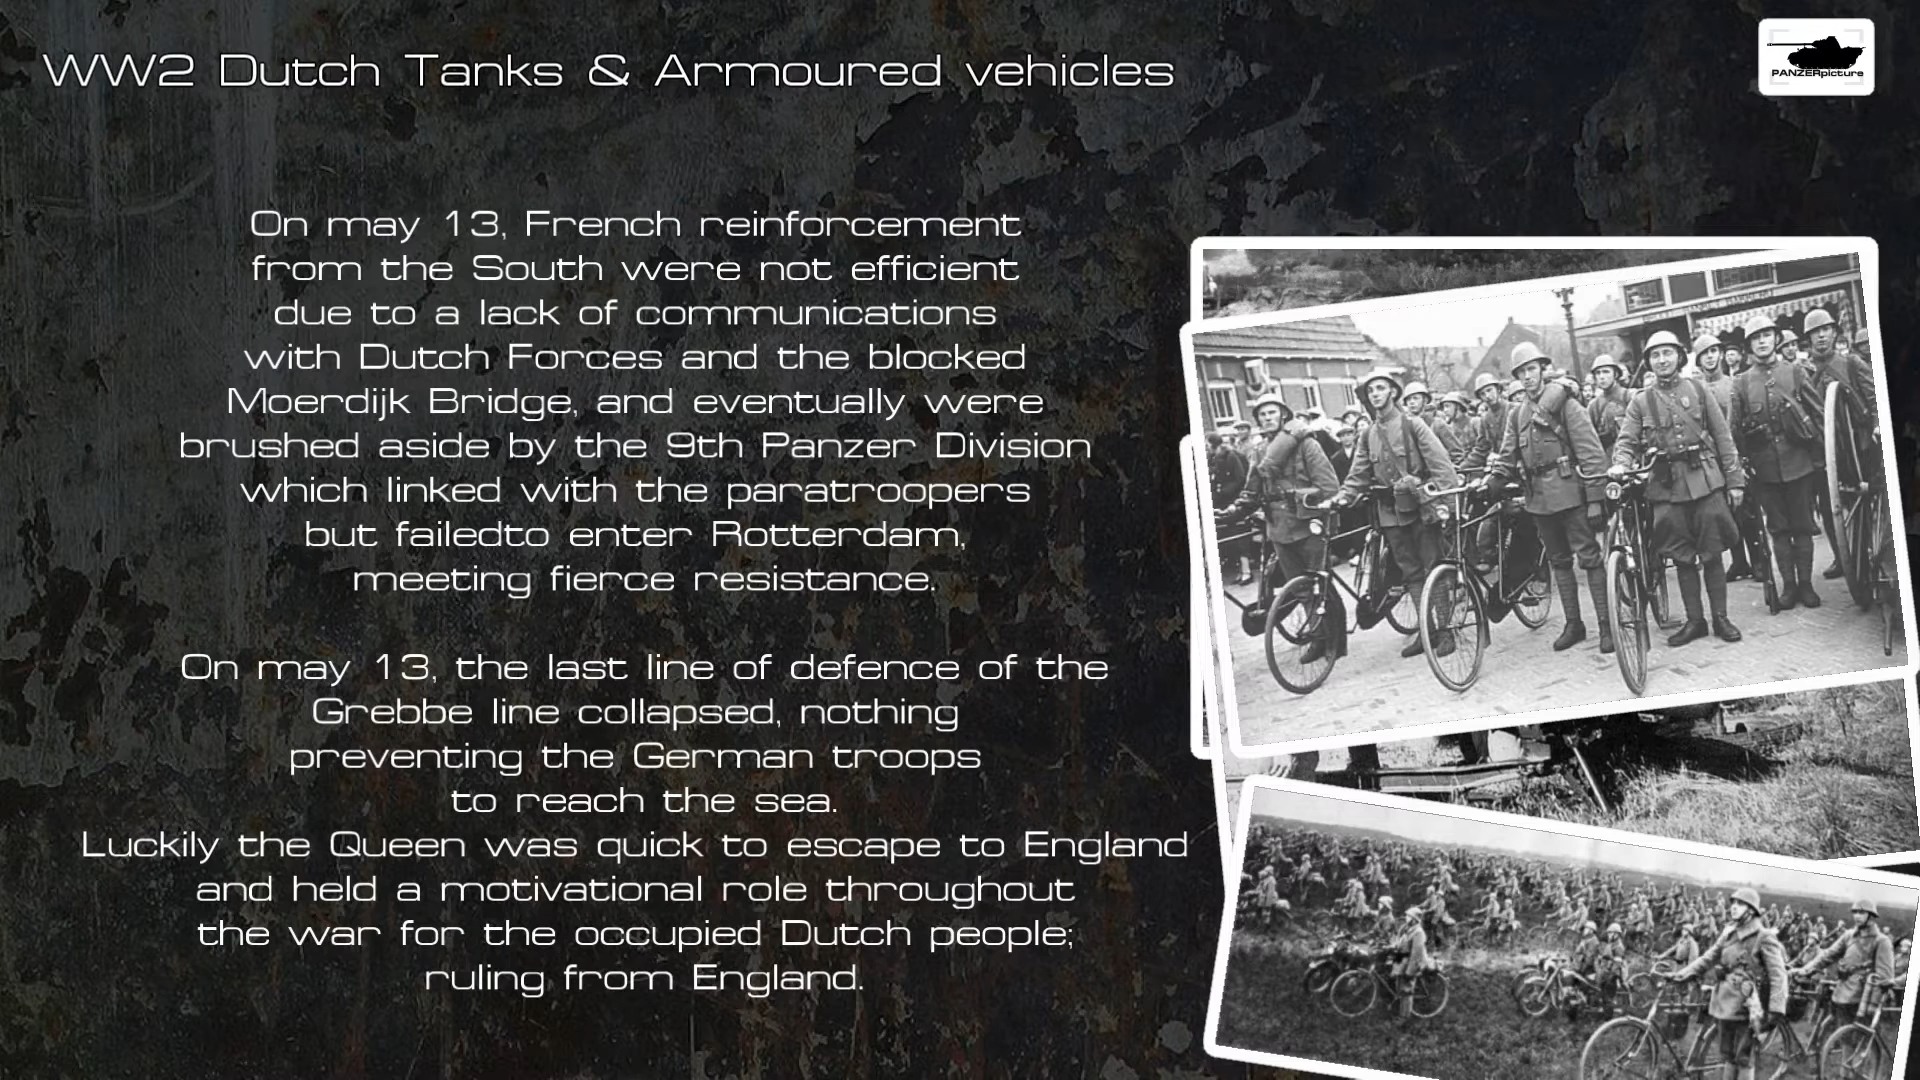 WW2 Dutch Tanks & Armoured vehicles
PANZERpicture
On may 13, French reinforcement
from the South were not efficient
due to a lack of communications
with Dutch Forces and the blocked
Moerdijk Bridge, and eventually were
brushed aside by the 9th Panzer Division
which linked with the paratroopers
but failedto enter Rotterdam,
meeting fierce resistance.
On may 13, the last line of defence of the
Grebbe line collapsed, nothing
preventing the German troops
to reach the sea.
Luckily the Queen was quick to escape to England
and held a motivational role throughout
the war for the occupied Dutch people;
ruling from England.